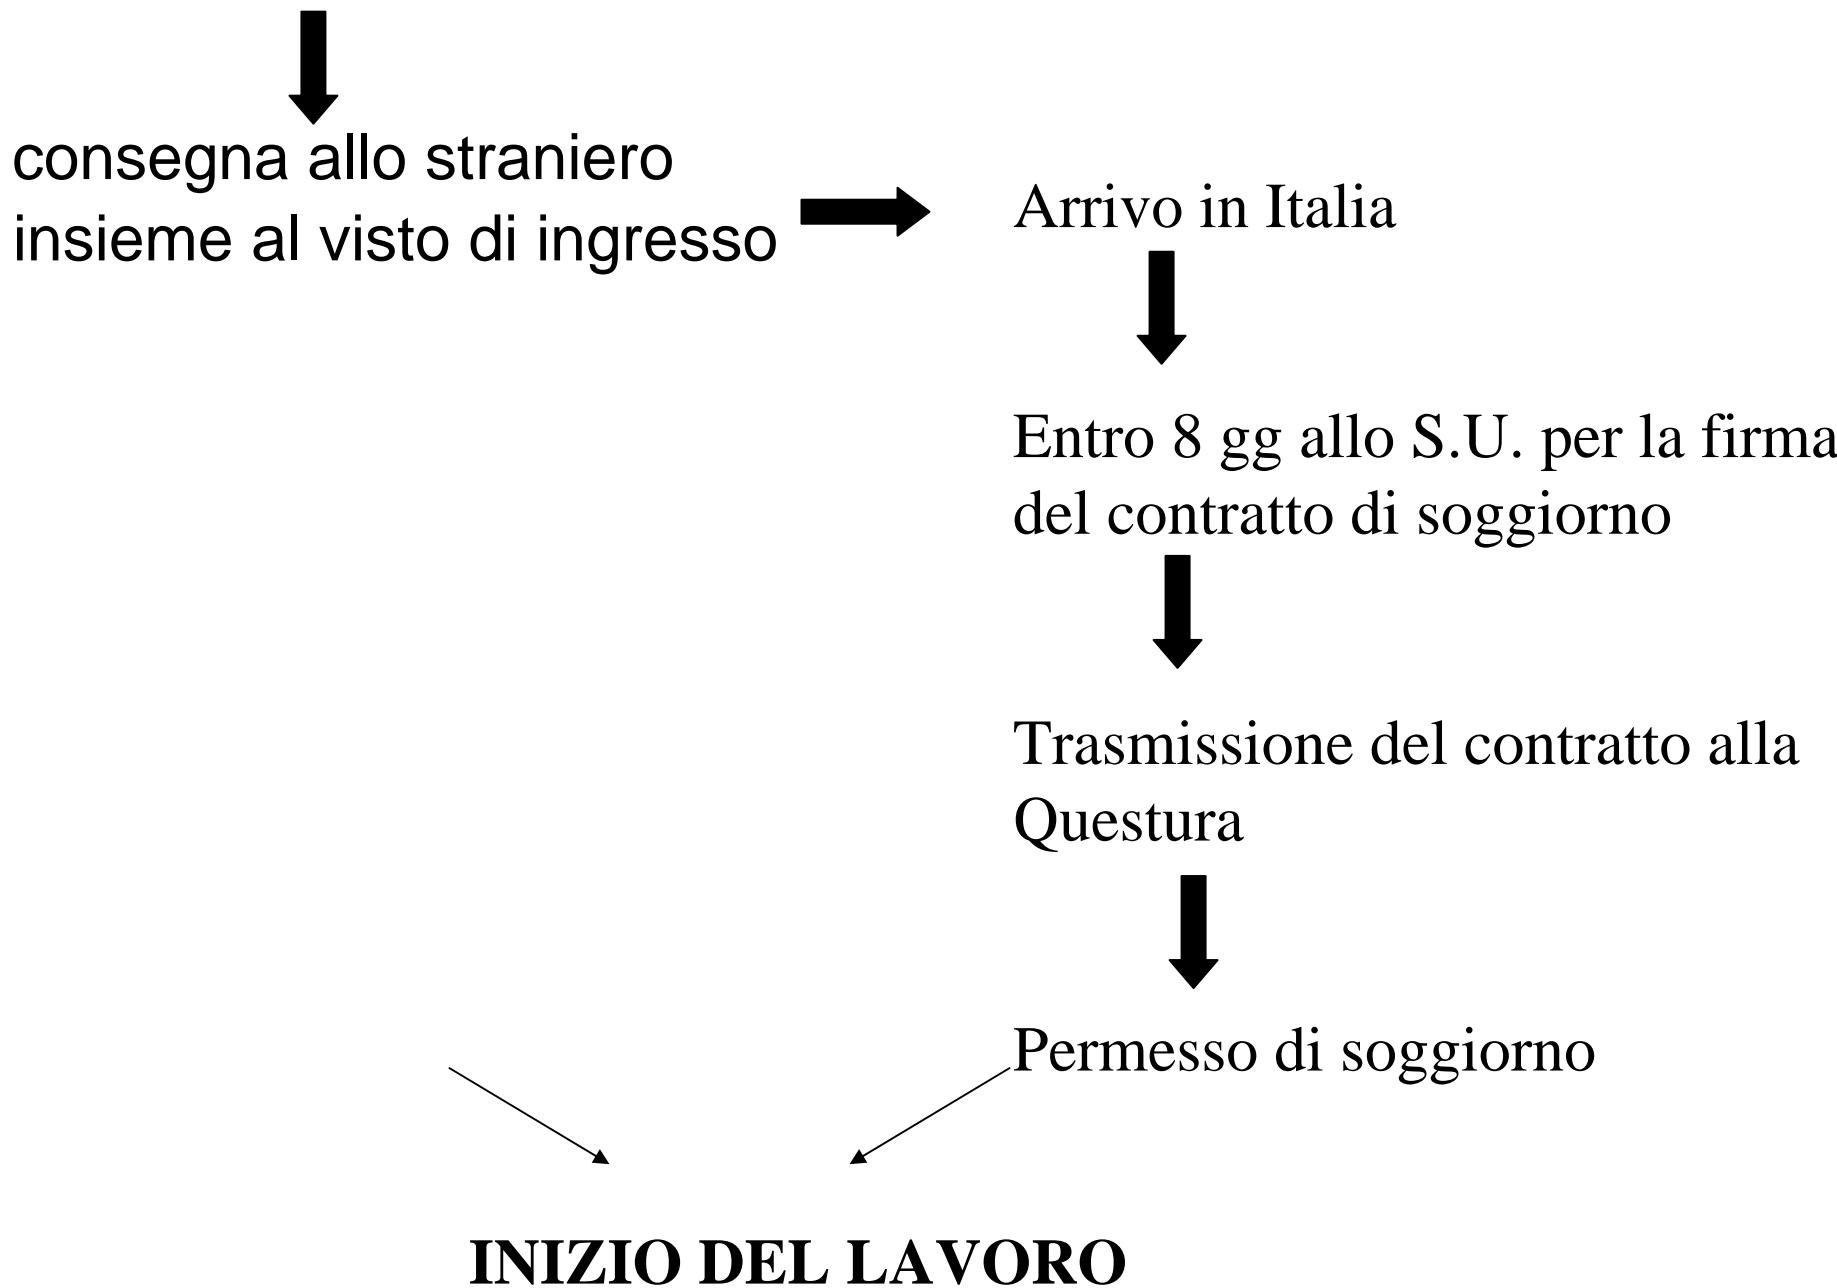 consegna allo straniero
insieme al visto di ingresso
Arrivo in Italia
Entro 8 gg allo S.U. per la firma
del contratto di soggiorno
Trasmissione del contratto alla
Questura
Permesso di soggiorno
INIZIO DEL LAVORO